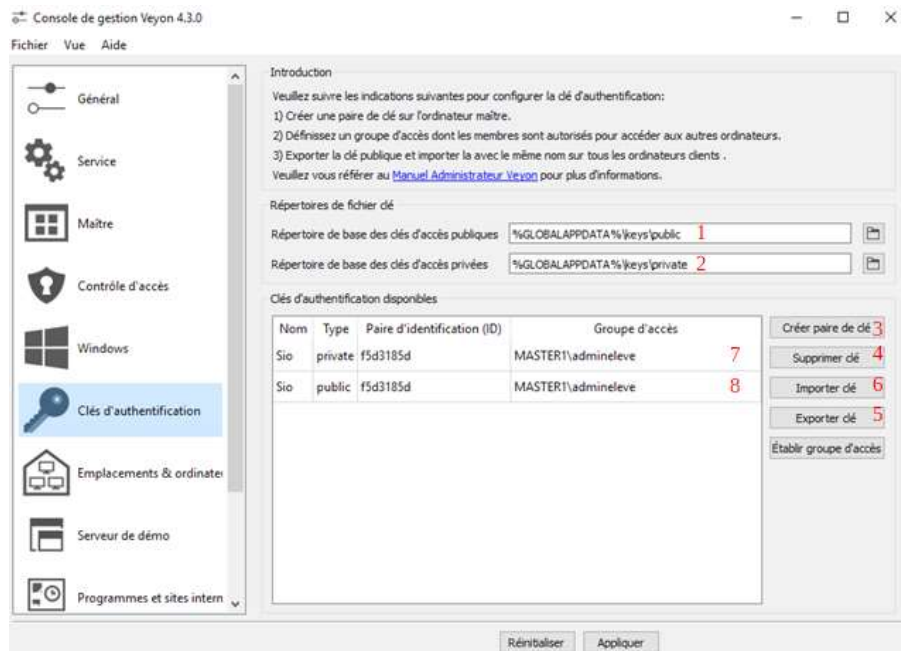 Console de gestion Veyon 4.3.0
Fichier Vue Aide
Général
Service
Maître
Contrôle d'accès
Windows
Clés d'authentification
Emplacements & ordinate
Serveur de démo
Programmes et sites intern
Introduction
Veuillez suivre les indications suivantes pour configurer la clé d'authentification:
1) Créer une paire de clé sur l'ordinateur maître.
2) Définissez un groupe d'accès dont les membres sont autorisés pour accéder aux autres ordinateurs.
3) Exporter la clé publique et importer la avec le même nom sur tous les ordinateurs clients .
Veuillez vous référer au Manuel Administrateur Veyon pour plus d'informations.
Répertoires de fichier clé
Répertoire de base des clés d'accès publiques %GLOBALAPPDATA%\keys\public 1
Répertoire de base des clés d'accès privées %GLOBALAPPDATA%\keys\private 2
Clés d'authentification disponibles
Nom Type Paire d'identification (ID) Groupe d'accès
Sio private f5d3185d MASTER1\admineleve 7
Sio public f5d3185d MASTER1\admineleve 8
Créer paire de clé 3
Supprimer clé 4
Importer clé 6
Exporter clé 5
Établir groupe d'accès
Réinitialiser Appliquer